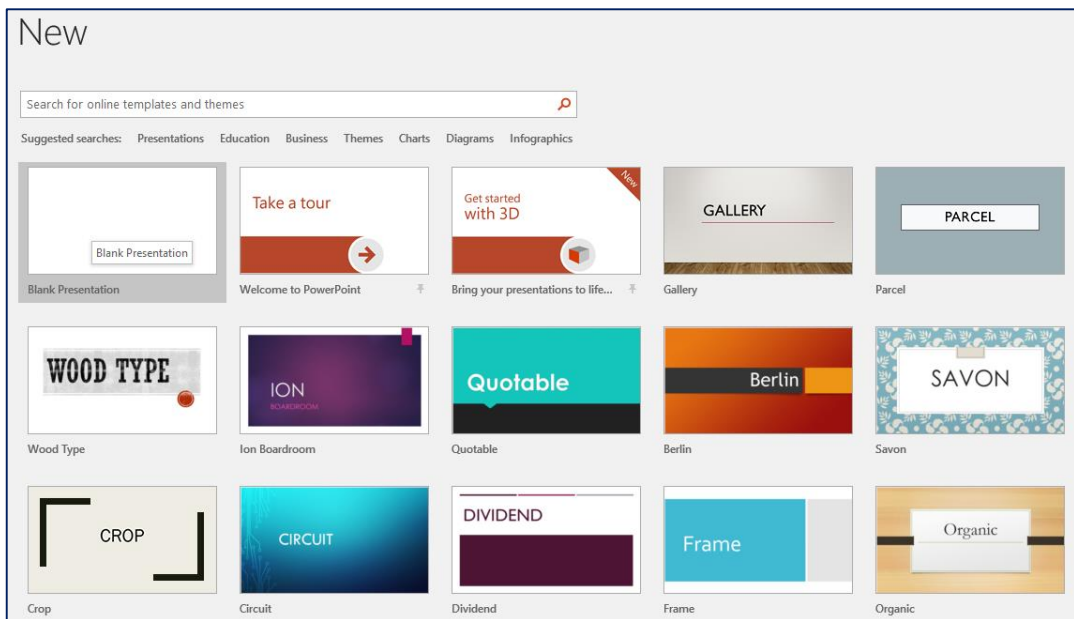 New
Search for online templates and themes
Suggested searches: Presentations Education Business Themes Charts Diagrams Infographics
Blank Presentation
Blank Presentation
Take a tour
Welcome to PowerPoint
New
Get started
with 3D
Bring your presentations to life...
GALLERY
Gallery
PARCEL
Parcel
WOOD TYPE
Wood Type
ION
BOARDROOM
Ion Boardroom
Quotable
Quotable
Berlin
Berlin
SAVON
Savon
CROP
Crop
CIRCUIT
Circuit
DIVIDEND
Dividend
Frame
Frame
Organic
Organic